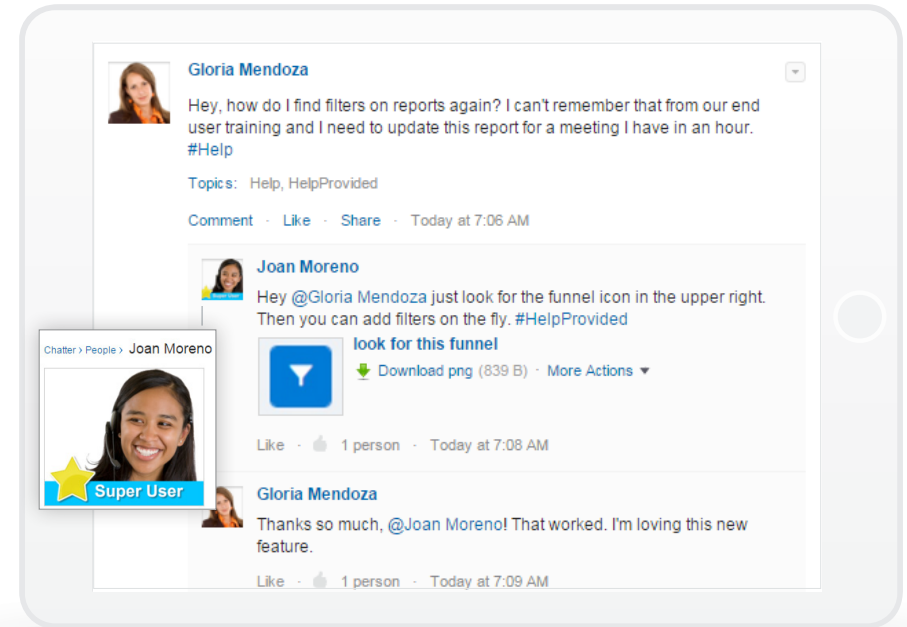 Gloria Mendoza
Hey, how do I find filters on reports again? I can't remember that from our end
user training and I need to update this report for a meeting I have in an hour.
#Help
Topics: Help, HelpProvided
Comment · Like · Share · Today at 7:06 AM
Joan Moreno
Super User
Hey @Gloria Mendoza just look for the funnel icon in the upper right.
Then you can add filters on the fly. #HelpProvided
look for this funnel
Download png (839 B) · More Actions
Like · 1 person · Today at 7:08 AM
Chatter › People › Joan Moreno
Super User
Gloria Mendoza
Thanks so much, @Joan Moreno! That worked. I'm loving this new
feature.
Like · 1 person · Today at 7:09 AM